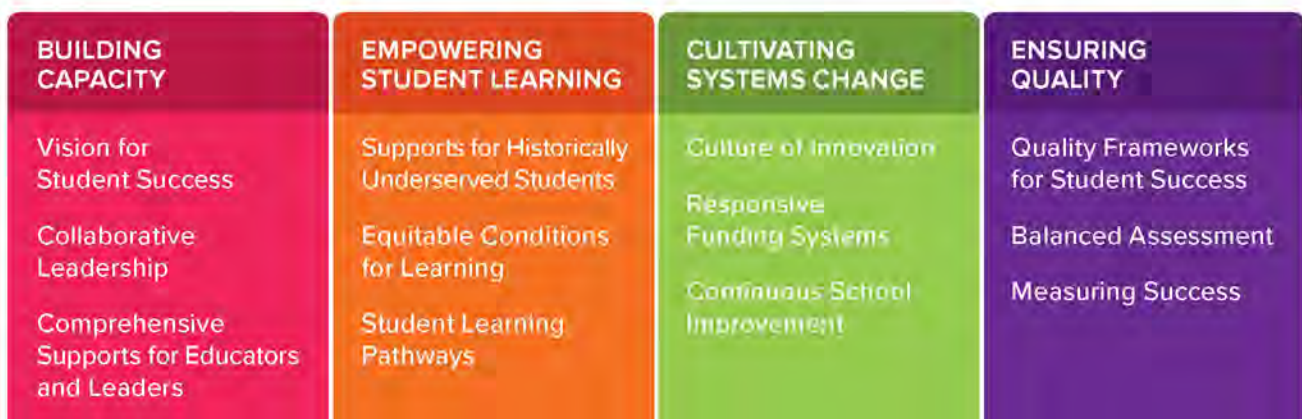 BUILDING
CAPACITY
Vision for
Student Success
Collaborative
Leadership
Comprehensive
Supports for Educators
and Leaders
EMPOWERING
STUDENT LEARNING
Supports for Historically
Underserved Students
Equitable Conditions
for Learning
Student Learning
Pathways
CULTIVATING
SYSTEMS CHANGE
Culture of Innovation
Responsive
Funding Systems
Continuous School
Improvement
ENSURING
QUALITY
Quality Frameworks
for Student Success
Balanced Assessment
Measuring Success